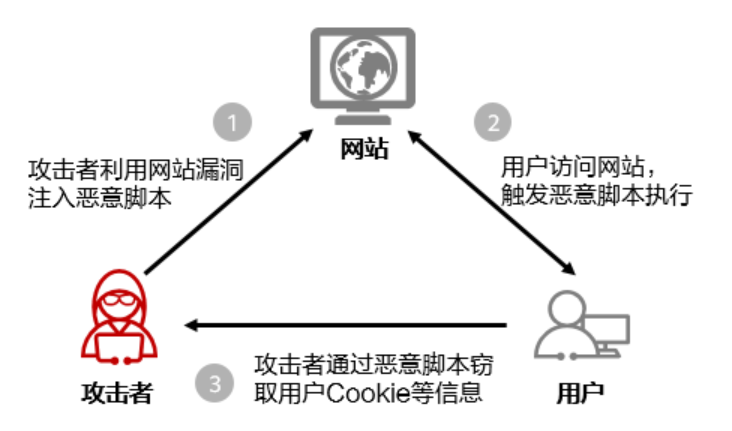 1
2
网站
攻击者利用网站漏洞
注入恶意脚本
用户访问网站，
触发恶意脚本执行
攻击者
3
攻击者通过恶意脚本窃
取用户Cookie等信息
用户